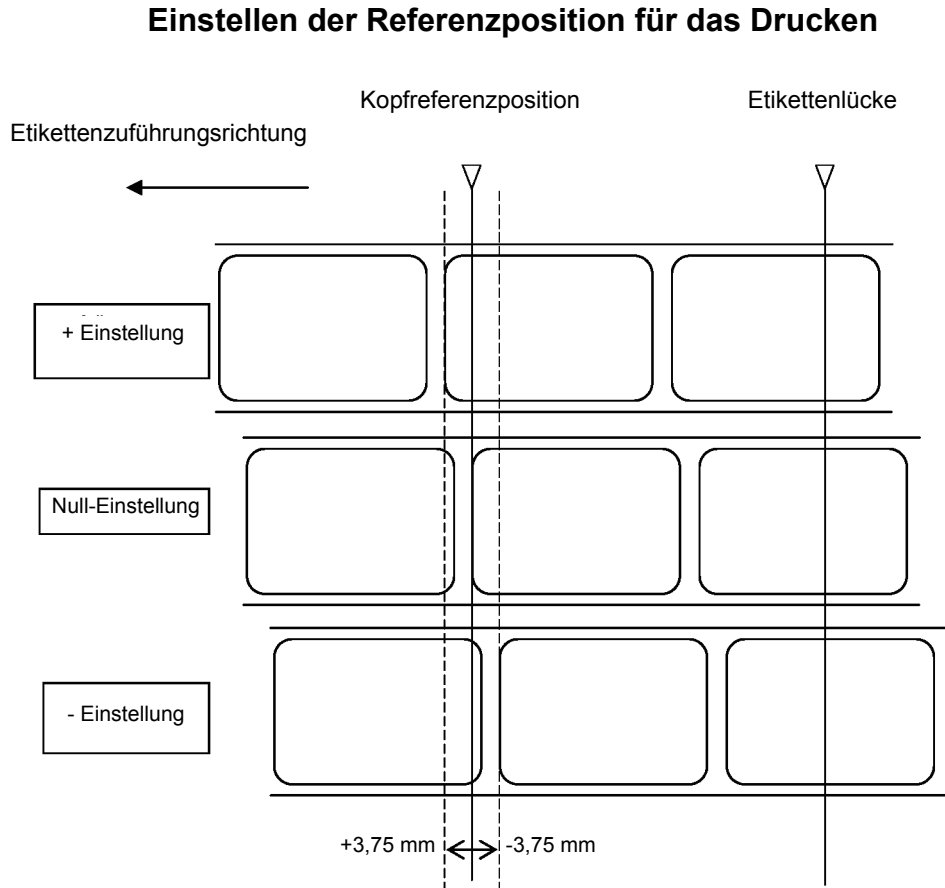 Einstellen der Referenzposition für das Drucken
Kopfreferenzposition
Etikettenlücke
Etikettenzuführungsrichtung
+ Einstellung
Null-Einstellung
- Einstellung
+3,75 mm
-3,75 mm